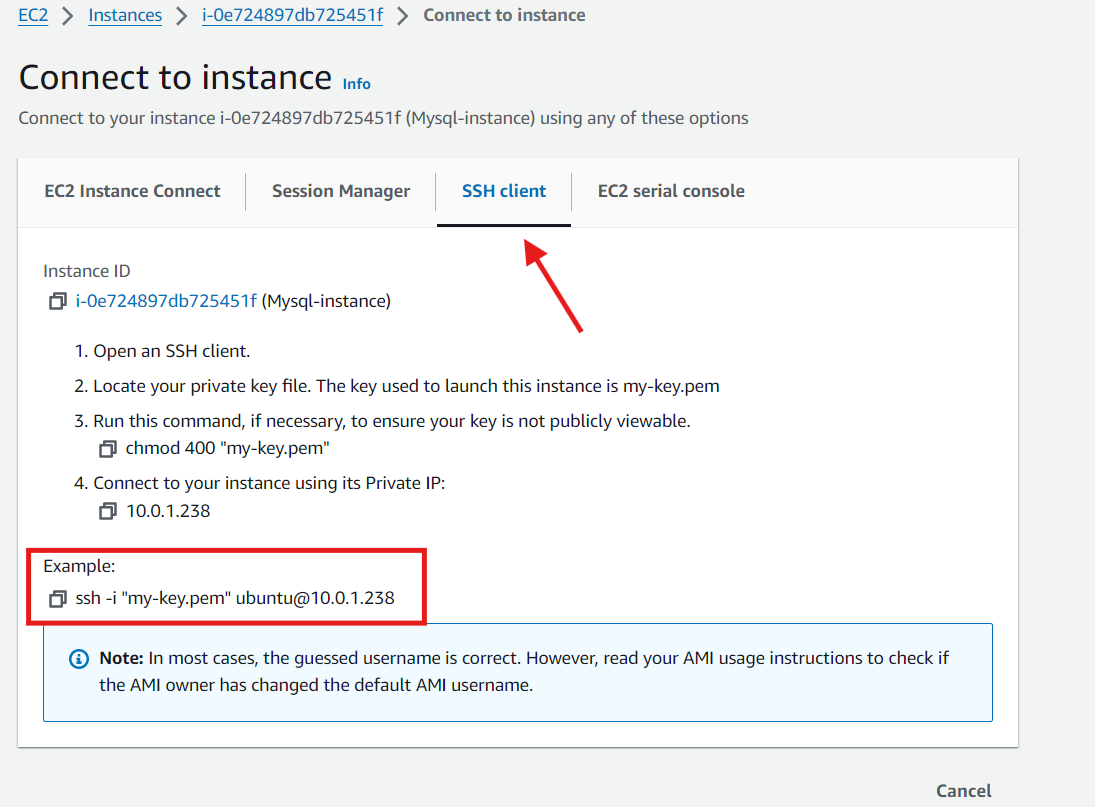 EC2 > Instances > i-0e724897db725451f > Connect to instance
Connect to instance Info
Connect to your instance i-0e724897db725451f (Mysql-instance) using any of these options
EC2 Instance Connect Session Manager SSH client EC2 serial console
Instance ID
i-0e724897db725451f (Mysql-instance)
1. Open an SSH client.
2. Locate your private key file. The key used to launch this instance is my-key.pem
3. Run this command, if necessary, to ensure your key is not publicly viewable.
chmod 400 "my-key.pem"
4. Connect to your instance using its Private IP:
10.0.1.238
Example:
ssh -i "my-key.pem" ubuntu@10.0.1.238
Note: In most cases, the guessed username is correct. However, read your AMI usage instructions to check if
the AMI owner has changed the default AMI username.
Cancel